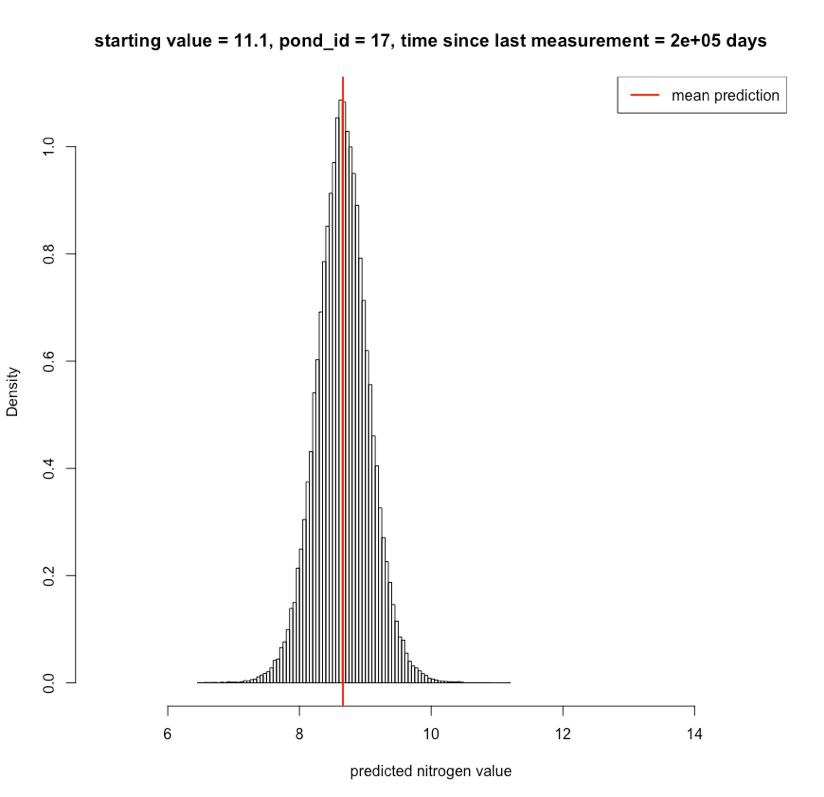 starting value = 11.1, pond_id = 17, time since last measurement = 2e+05 days
mean prediction
1.0
0.8
0.6
0.4
0.2
0.0
Density
6 8 10 12 14
predicted nitrogen value